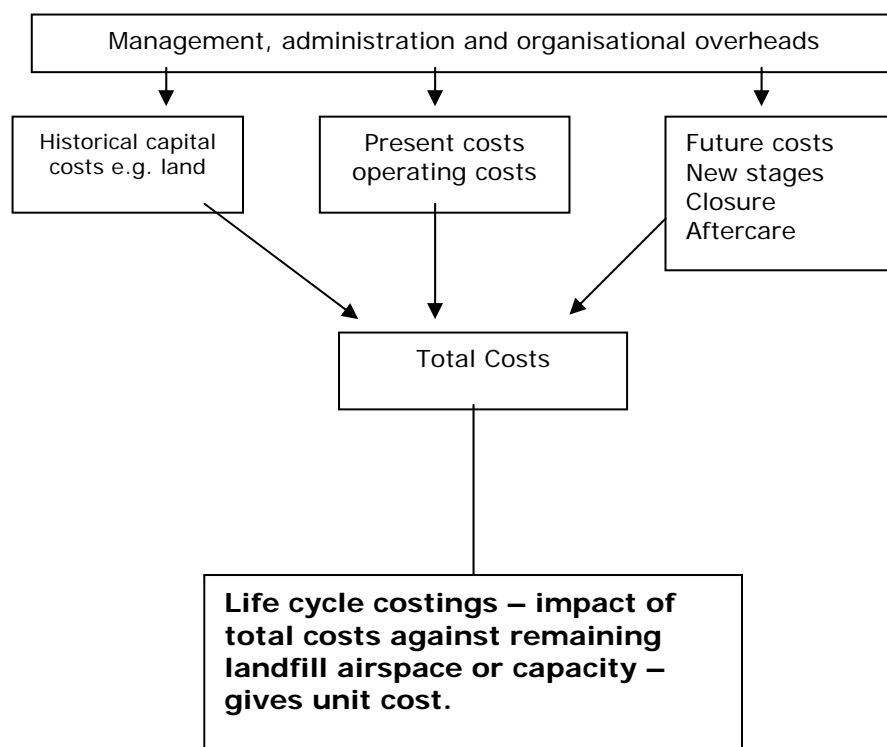 Management, administration and organisational overheads
Historical capital
costs e.g. land
Present costs
operating costs
Future costs
New stages
Closure
Aftercare
Total Costs
Life cycle costings – impact of
total costs against remaining
landfill airspace or capacity –
gives unit cost.